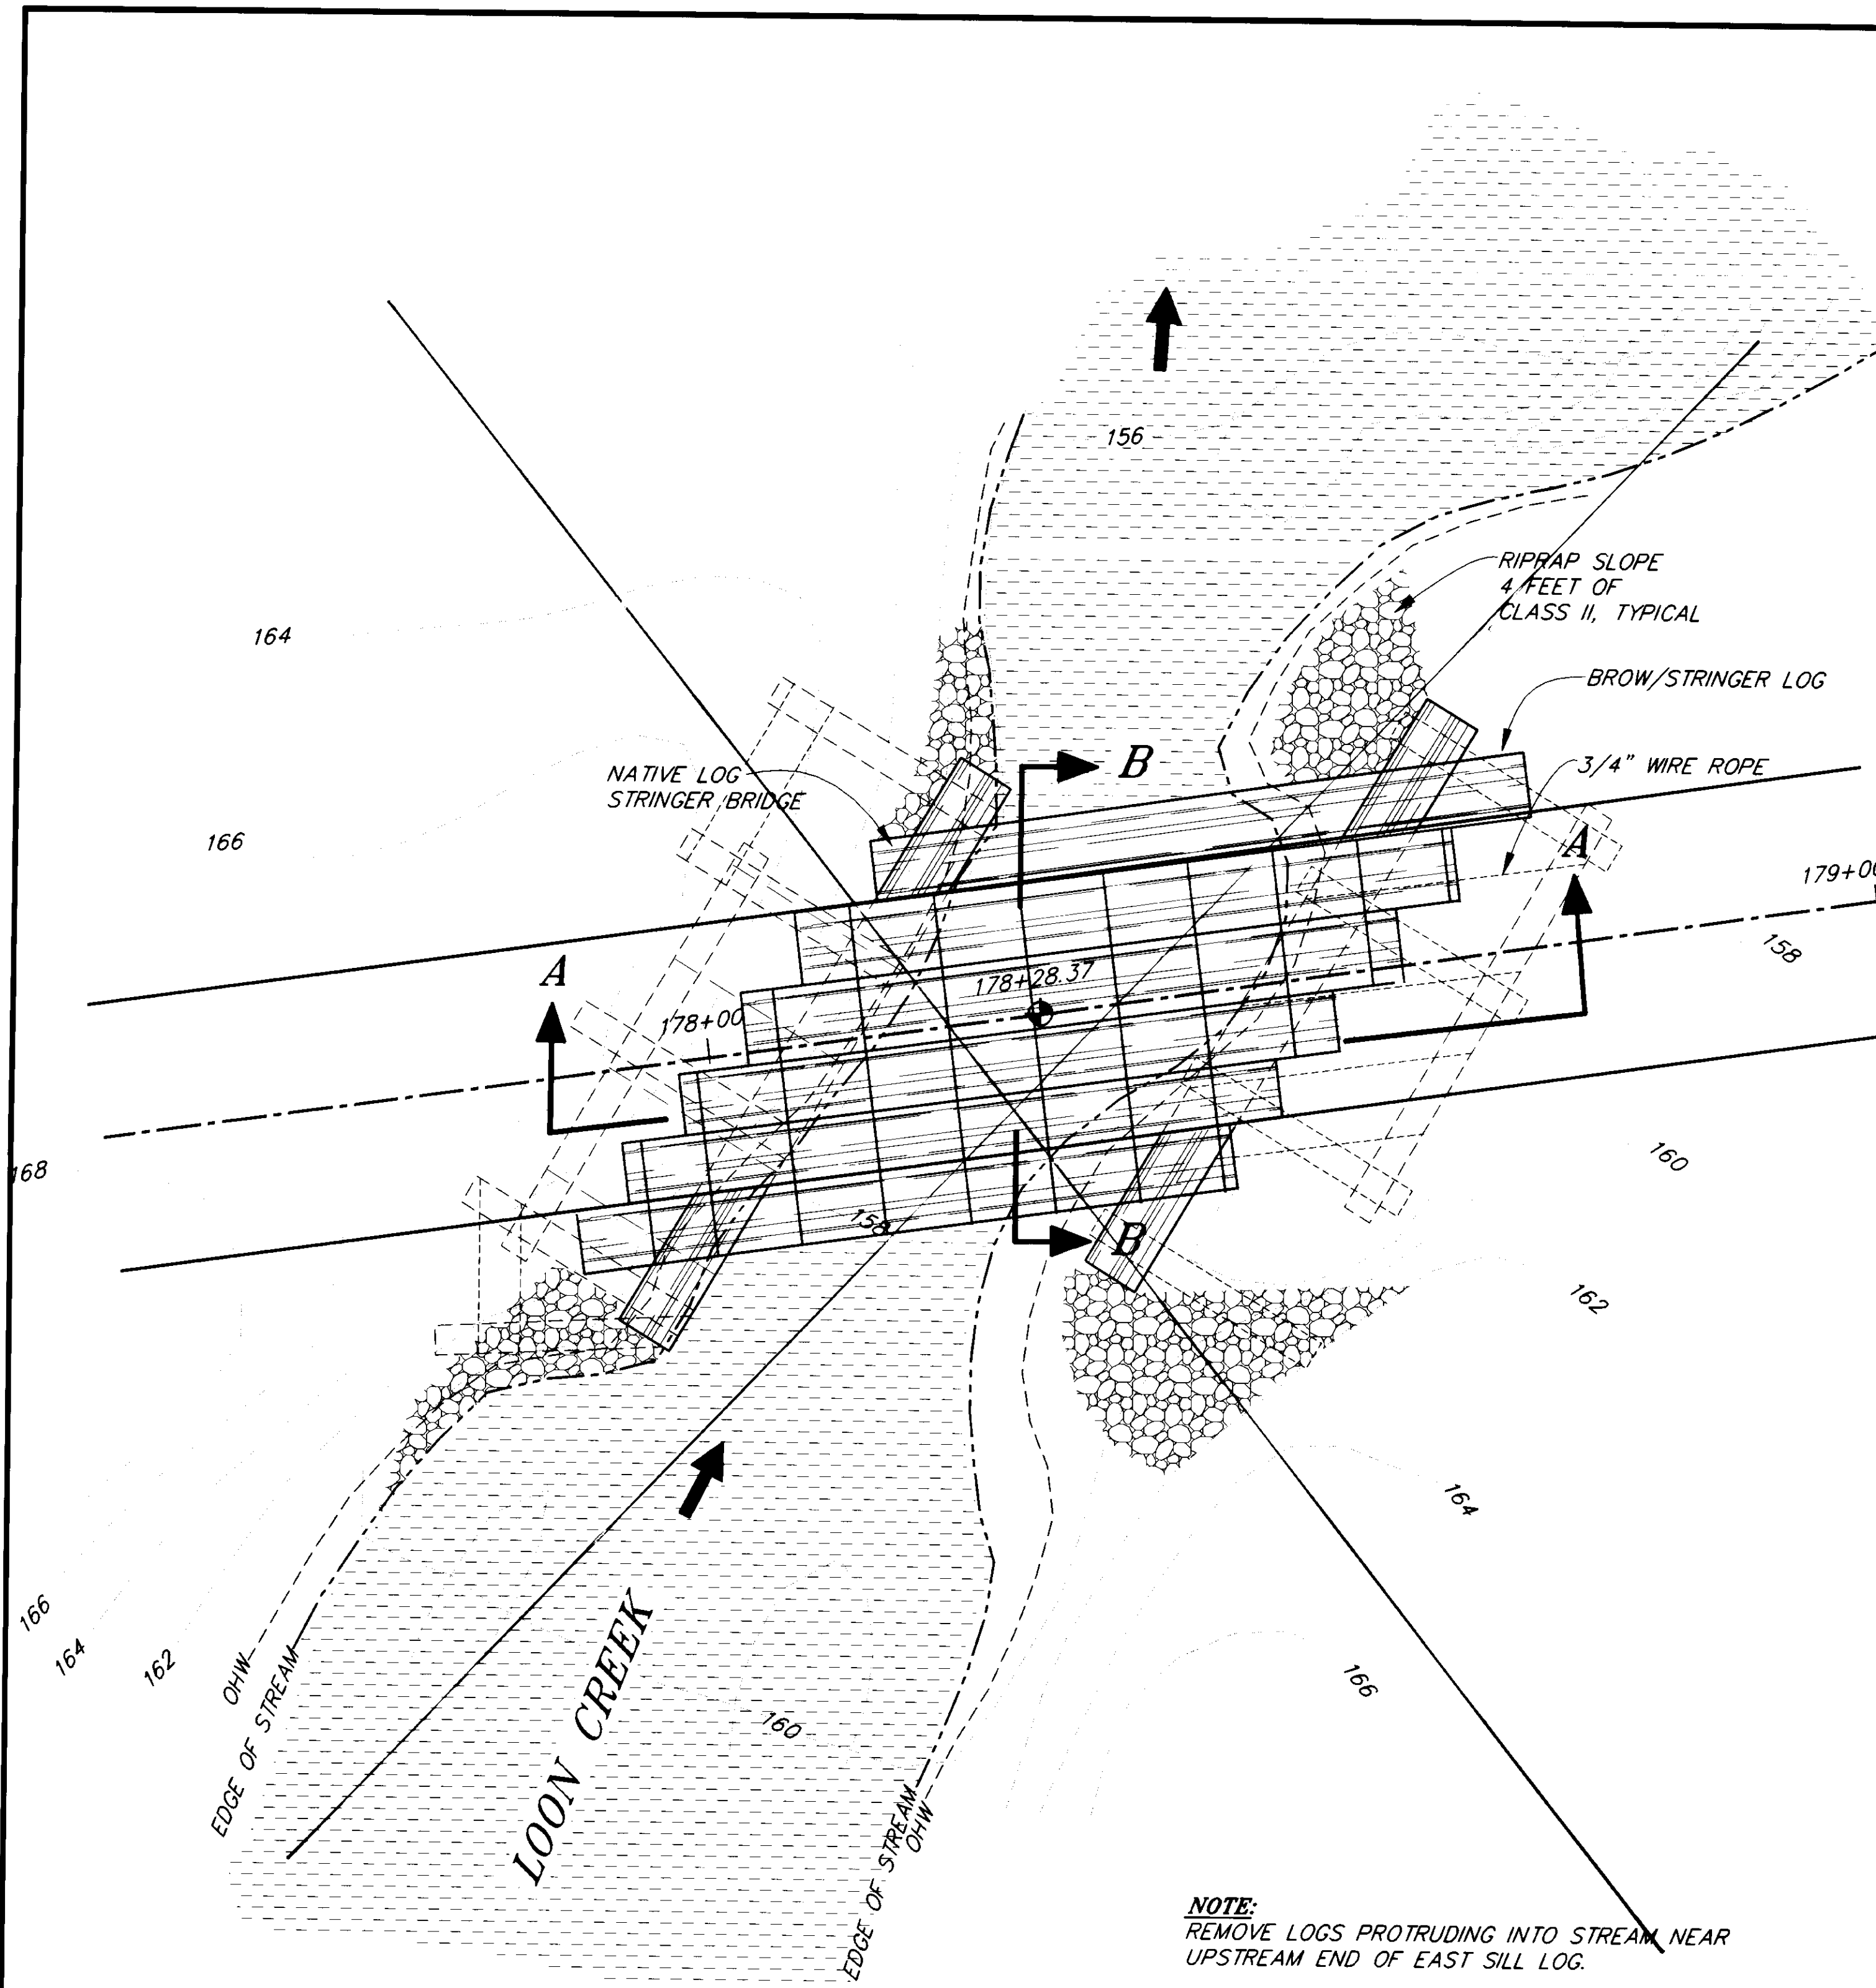 156
RIPRAP SLOPE
4 FEET OF
CLASS II, TYPICAL
164
BROW/STRINGER LOG
B
3/4" WIRE ROPE
NATIVE LOG
STRINGER BRIDGE
166
A
179+00
158
A
178+28.37
178+00
168
160
158
B
162
164
166
164
162
OHW
EDGE OF STREAM
LOON CREEK
160
166
EDGE OF STREAM
OHW
NOTE:
REMOVE LOGS PROTRUDING INTO STREAM NEAR
UPSTREAM END OF EAST SILL LOG.